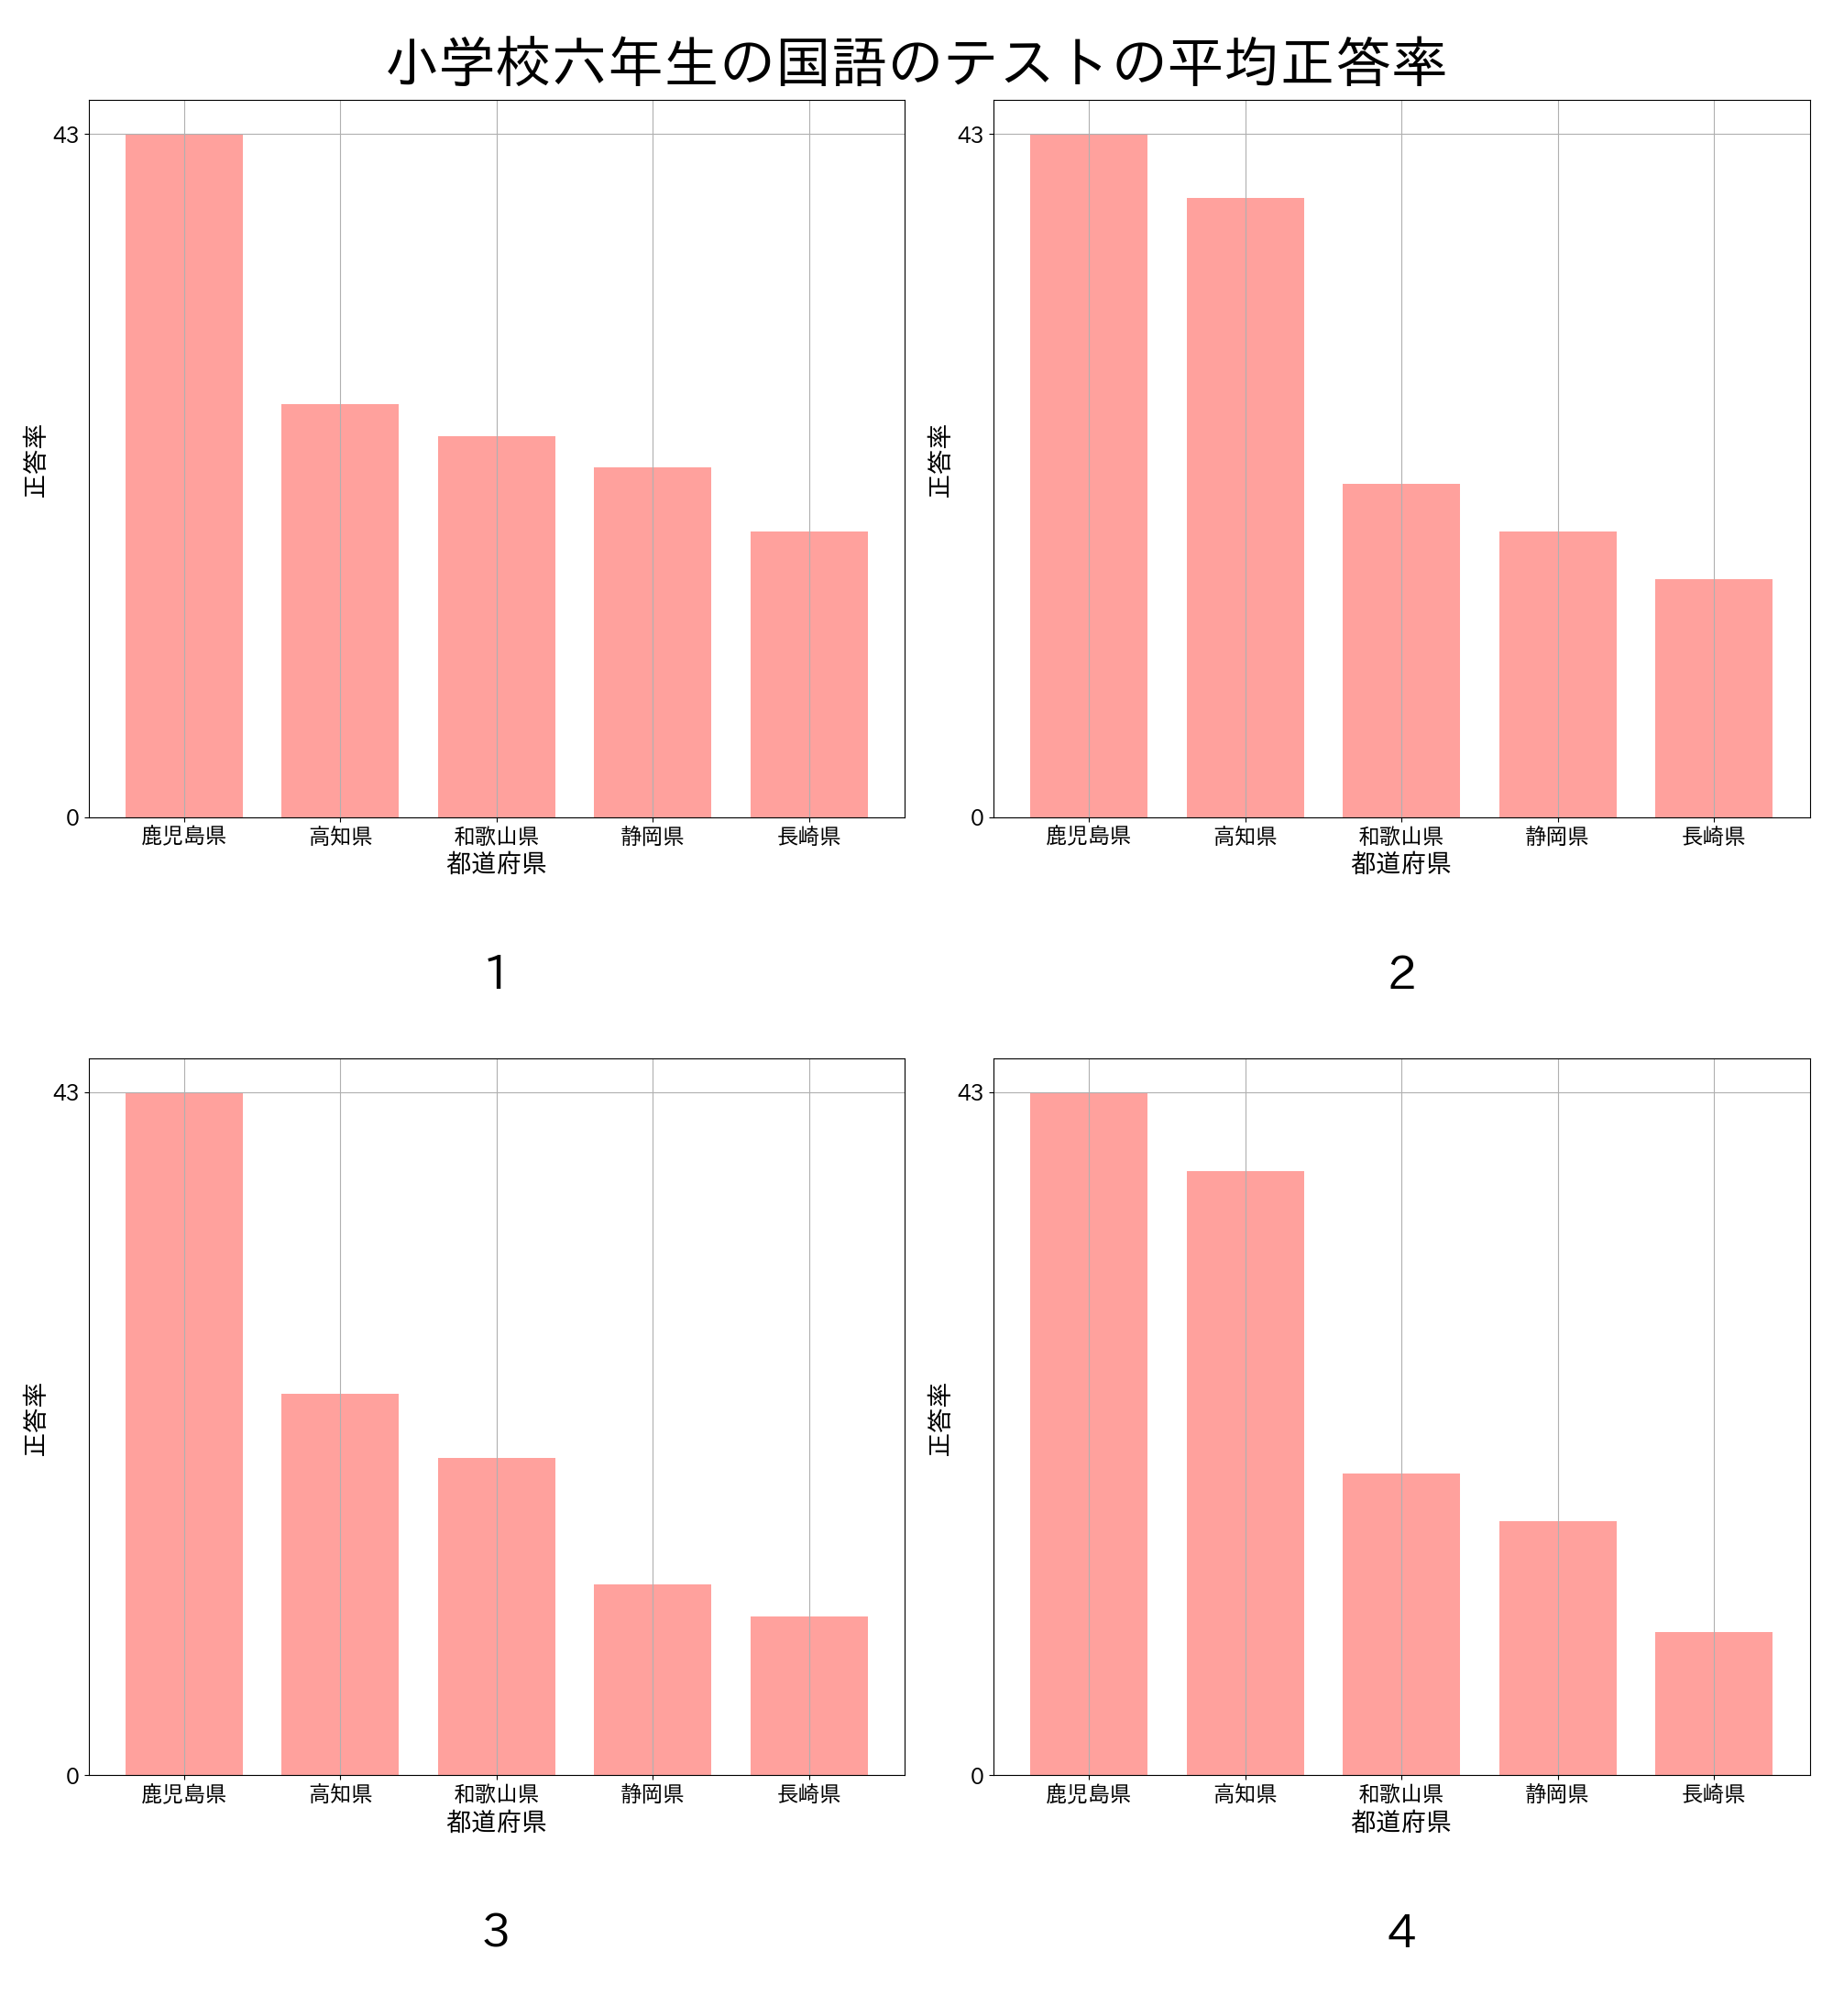 小学校六年生の国語のテストの平均正答率
43
0
正答率
鹿児島県 高知県 和歌山県 静岡県 長崎県
都道府県
1
43
0
正答率
鹿児島県 高知県 和歌山県 静岡県 長崎県
都道府県
2
43
0
正答率
鹿児島県 高知県 和歌山県 静岡県 長崎県
都道府県
3
43
0
正答率
鹿児島県 高知県 和歌山県 静岡県 長崎県
都道府県
4